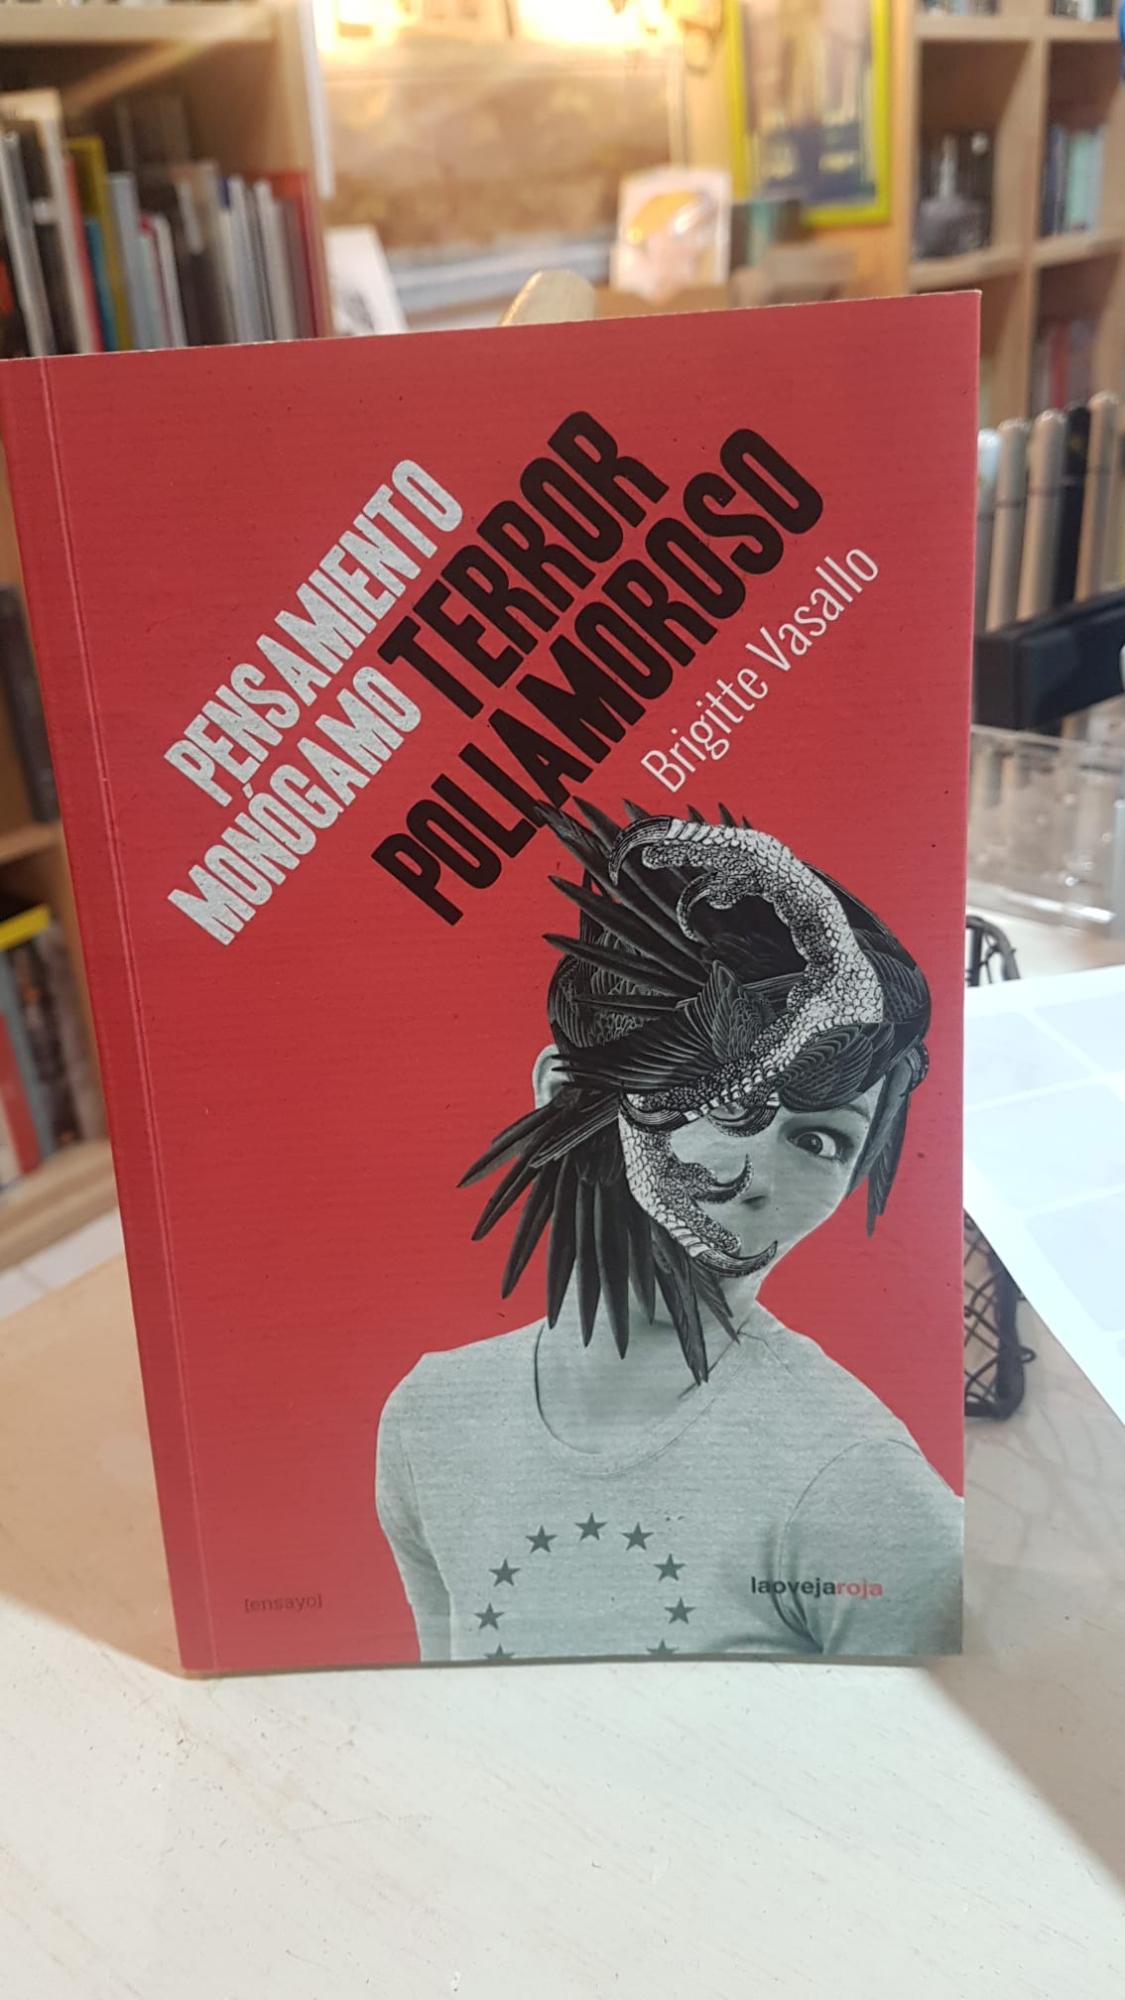 PENSAMIENTO
MONÓGAMO TERROR
POLIAMOROSO
Brigitte Vasallo
[ensayo]
laovejaroja